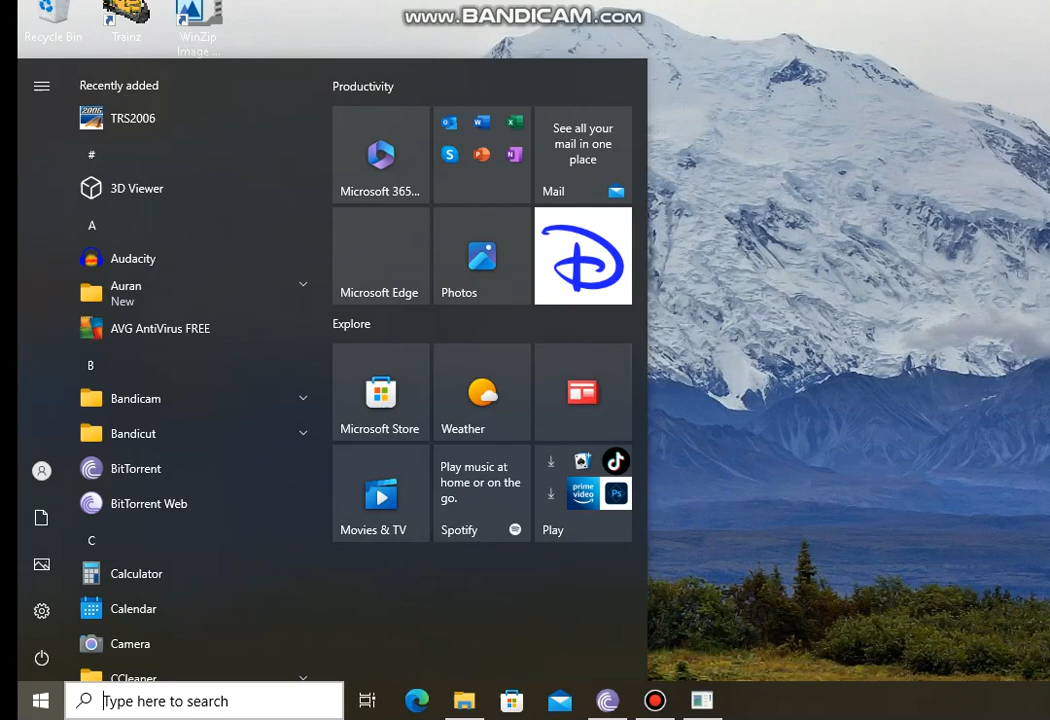 www.BANDICAM.com
Recycle Bin
Trainz
WinZip
Image ...
Recently added
TRS2006
#
3D Viewer
A
Audacity
Auran
New
AVG AntiVirus FREE
B
Bandicam
Bandicut
BitTorrent
BitTorrent Web
C
Calculator
Calendar
Camera
CCleaner
Productivity
Microsoft 365...
See all your
mail in one
place
Mail
Microsoft Edge
Photos
Explore
Microsoft Store
Weather
Movies & TV
Play music at
home or on the
go.
Spotify
prime
video
Ps
Play
Type here to search